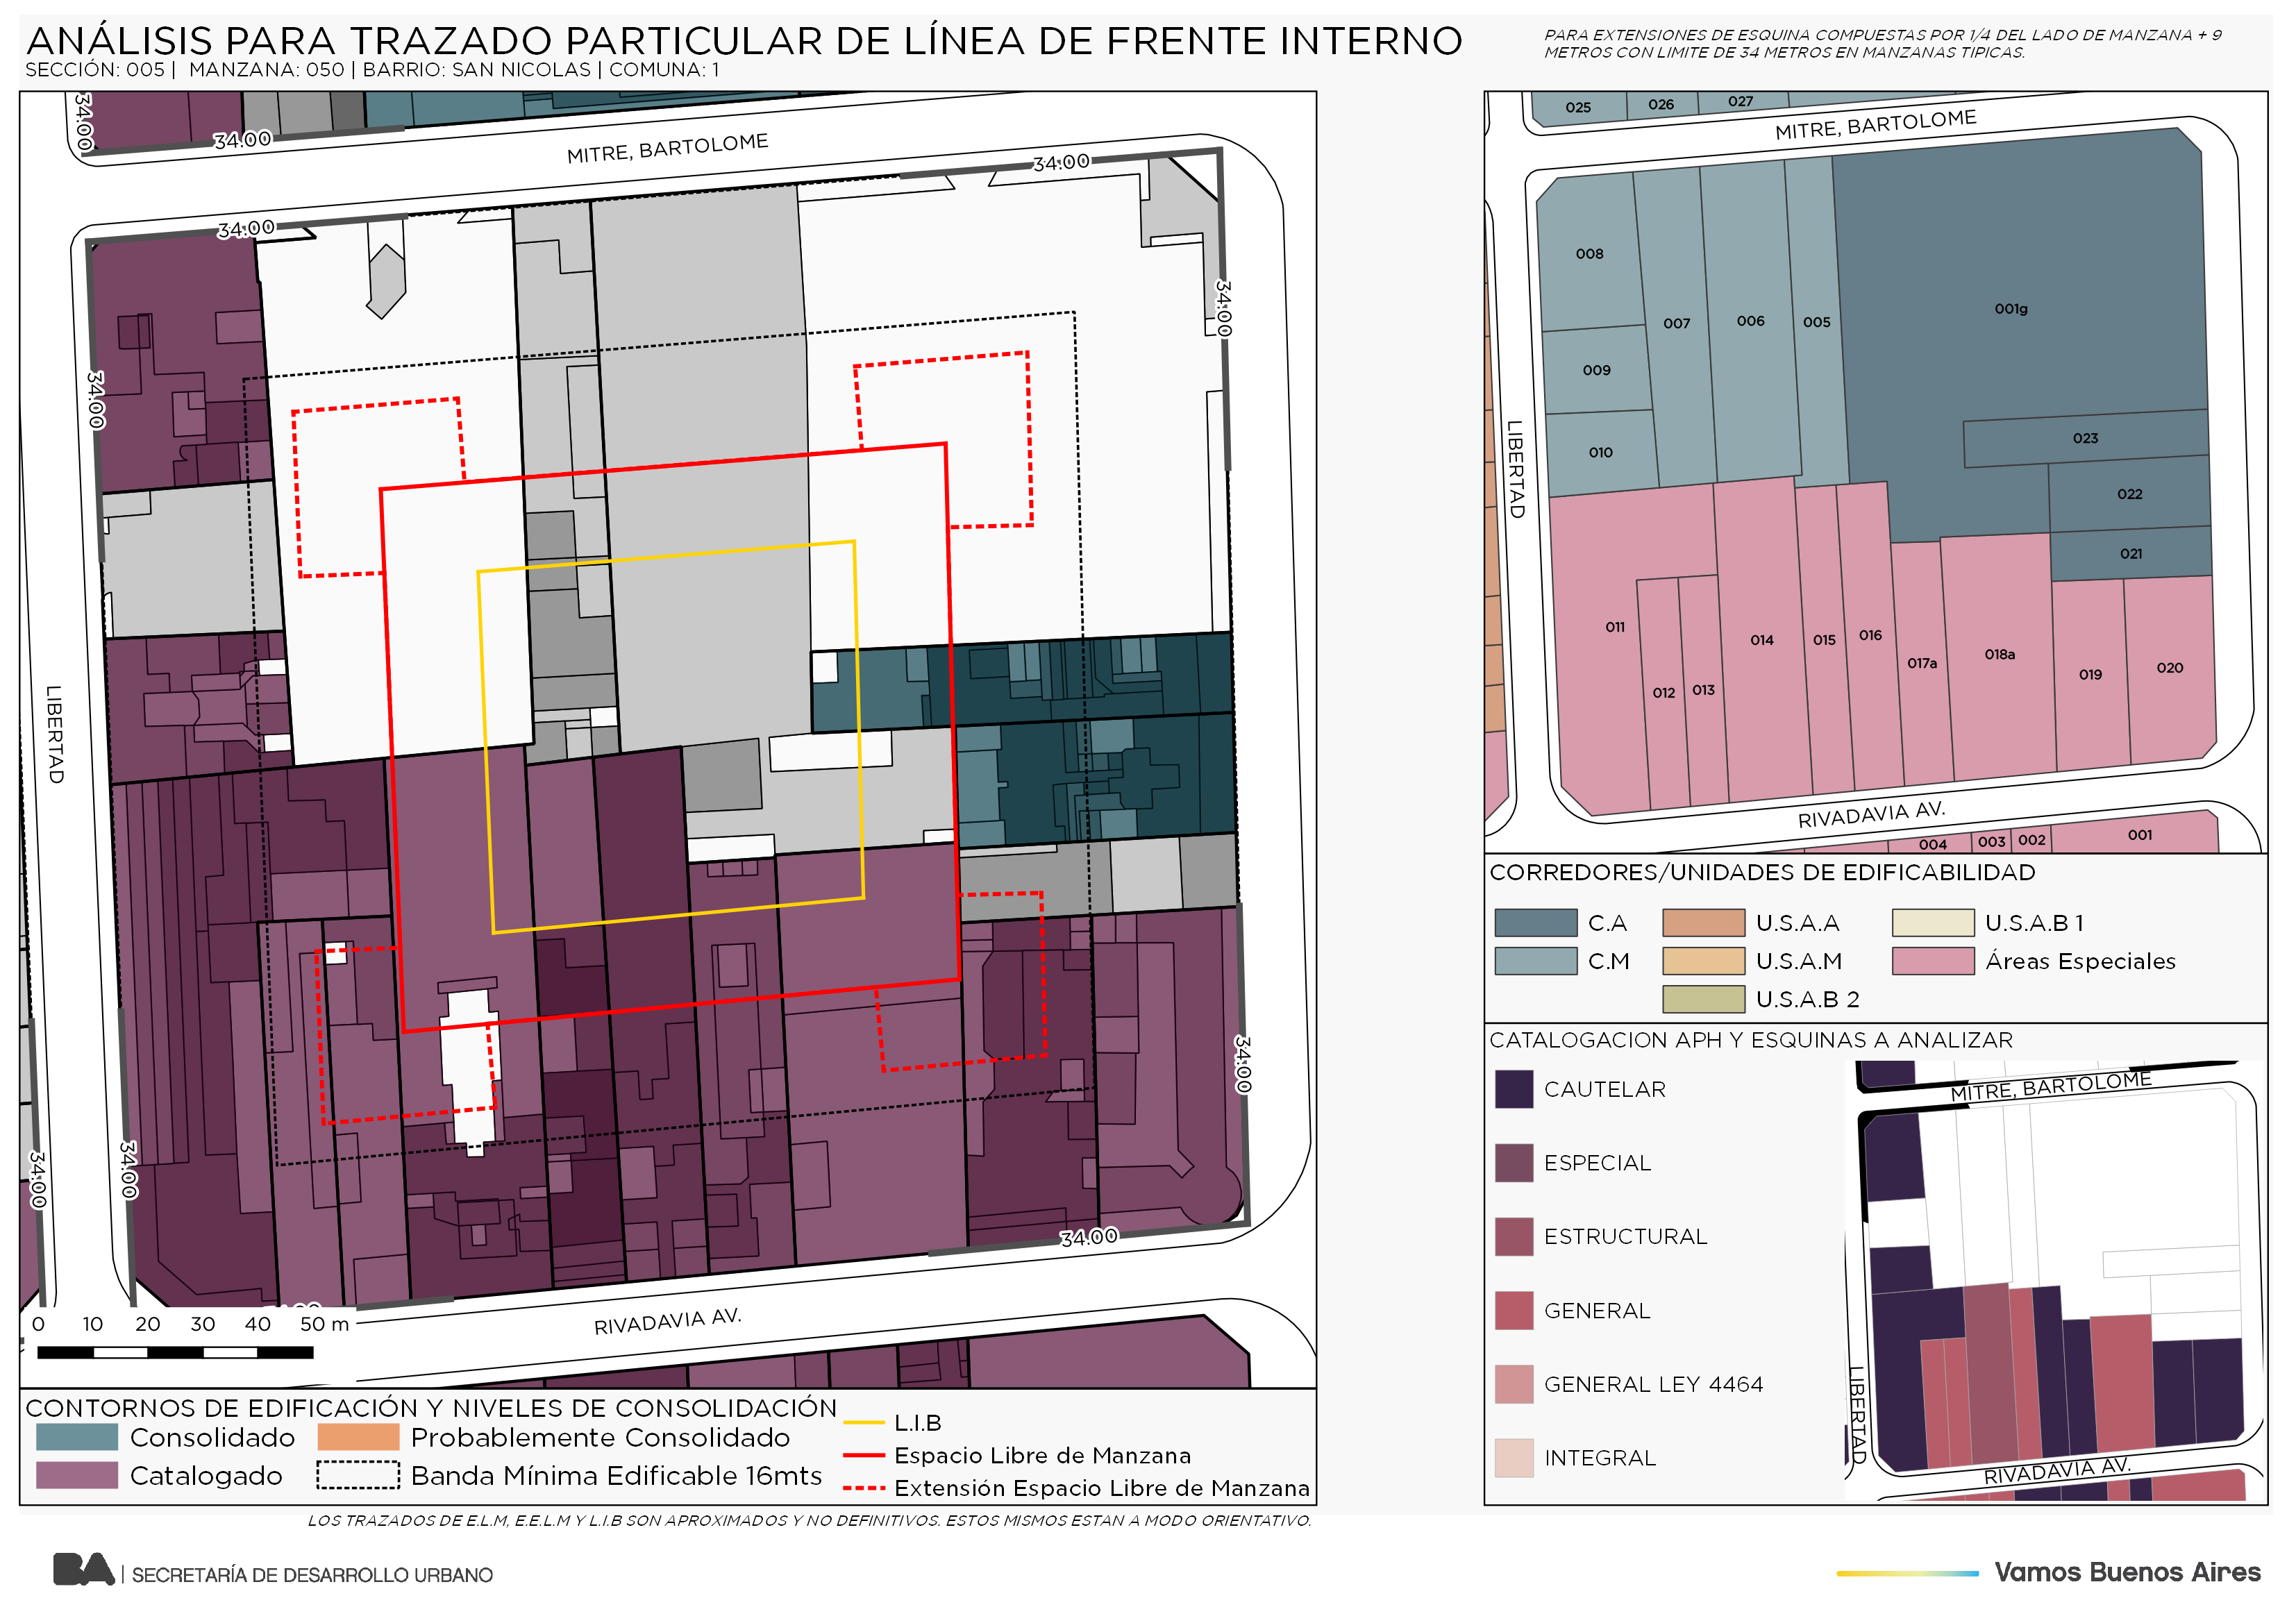 ANÁLISIS PARA TRAZADO PARTICULAR DE LÍNEA DE FRENTE INTERNO
SECCIÓN: 005 | MANZANA: 050 | BARRIO: SAN NICOLAS | COMUNA: 1
PARA EXTENSIONES DE ESQUINA COMPUESTAS POR 1/4 DEL LADO DE MANZANA + 9
METROS CON LIMITE DE 34 METROS EN MANZANAS TIPICAS.
34.00
34.00
MITRE, BARTOLOME
34.00
34.00
34.00
34.00
LIBERTAD
34.00
34.00
34.00
34.00
RIVADAVIA AV.
0 10 20 30 40 50 m
CONTORNOS DE EDIFICACIÓN Y NIVELES DE CONSOLIDACIÓN
Consolidado
Probablemente Consolidado
Catalogado
Banda Mínima Edificable 16mts
L.I.B
Espacio Libre de Manzana
Extensión Espacio Libre de Manzana
LOS TRAZADOS DE E.L.M, E.E.L.M Y L.I.B SON APROXIMADOS Y NO DEFINITIVOS. ESTOS MISMOS ESTAN A MODO ORIENTATIVO.
025
026
027
MITRE, BARTOLOME
008
007
006
005
001g
009
010
023
022
021
LIBERTAD
011
012
013
014
015
016
017a
018a
019
020
RIVADAVIA AV.
004
003
002
001
CORREDORES/UNIDADES DE EDIFICABILIDAD
C.A
U.S.A.A
U.S.A.B 1
C.M
U.S.A.M
Áreas Especiales
U.S.A.B 2
CATALOGACION APH Y ESQUINAS A ANALIZAR
CAUTELAR
ESPECIAL
ESTRUCTURAL
GENERAL
GENERAL LEY 4464
INTEGRAL
MITRE, BARTOLOME
LIBERTAD
RIVADAVIA AV.
BA | SECRETARÍA DE DESARROLLO URBANO
Vamos Buenos Aires